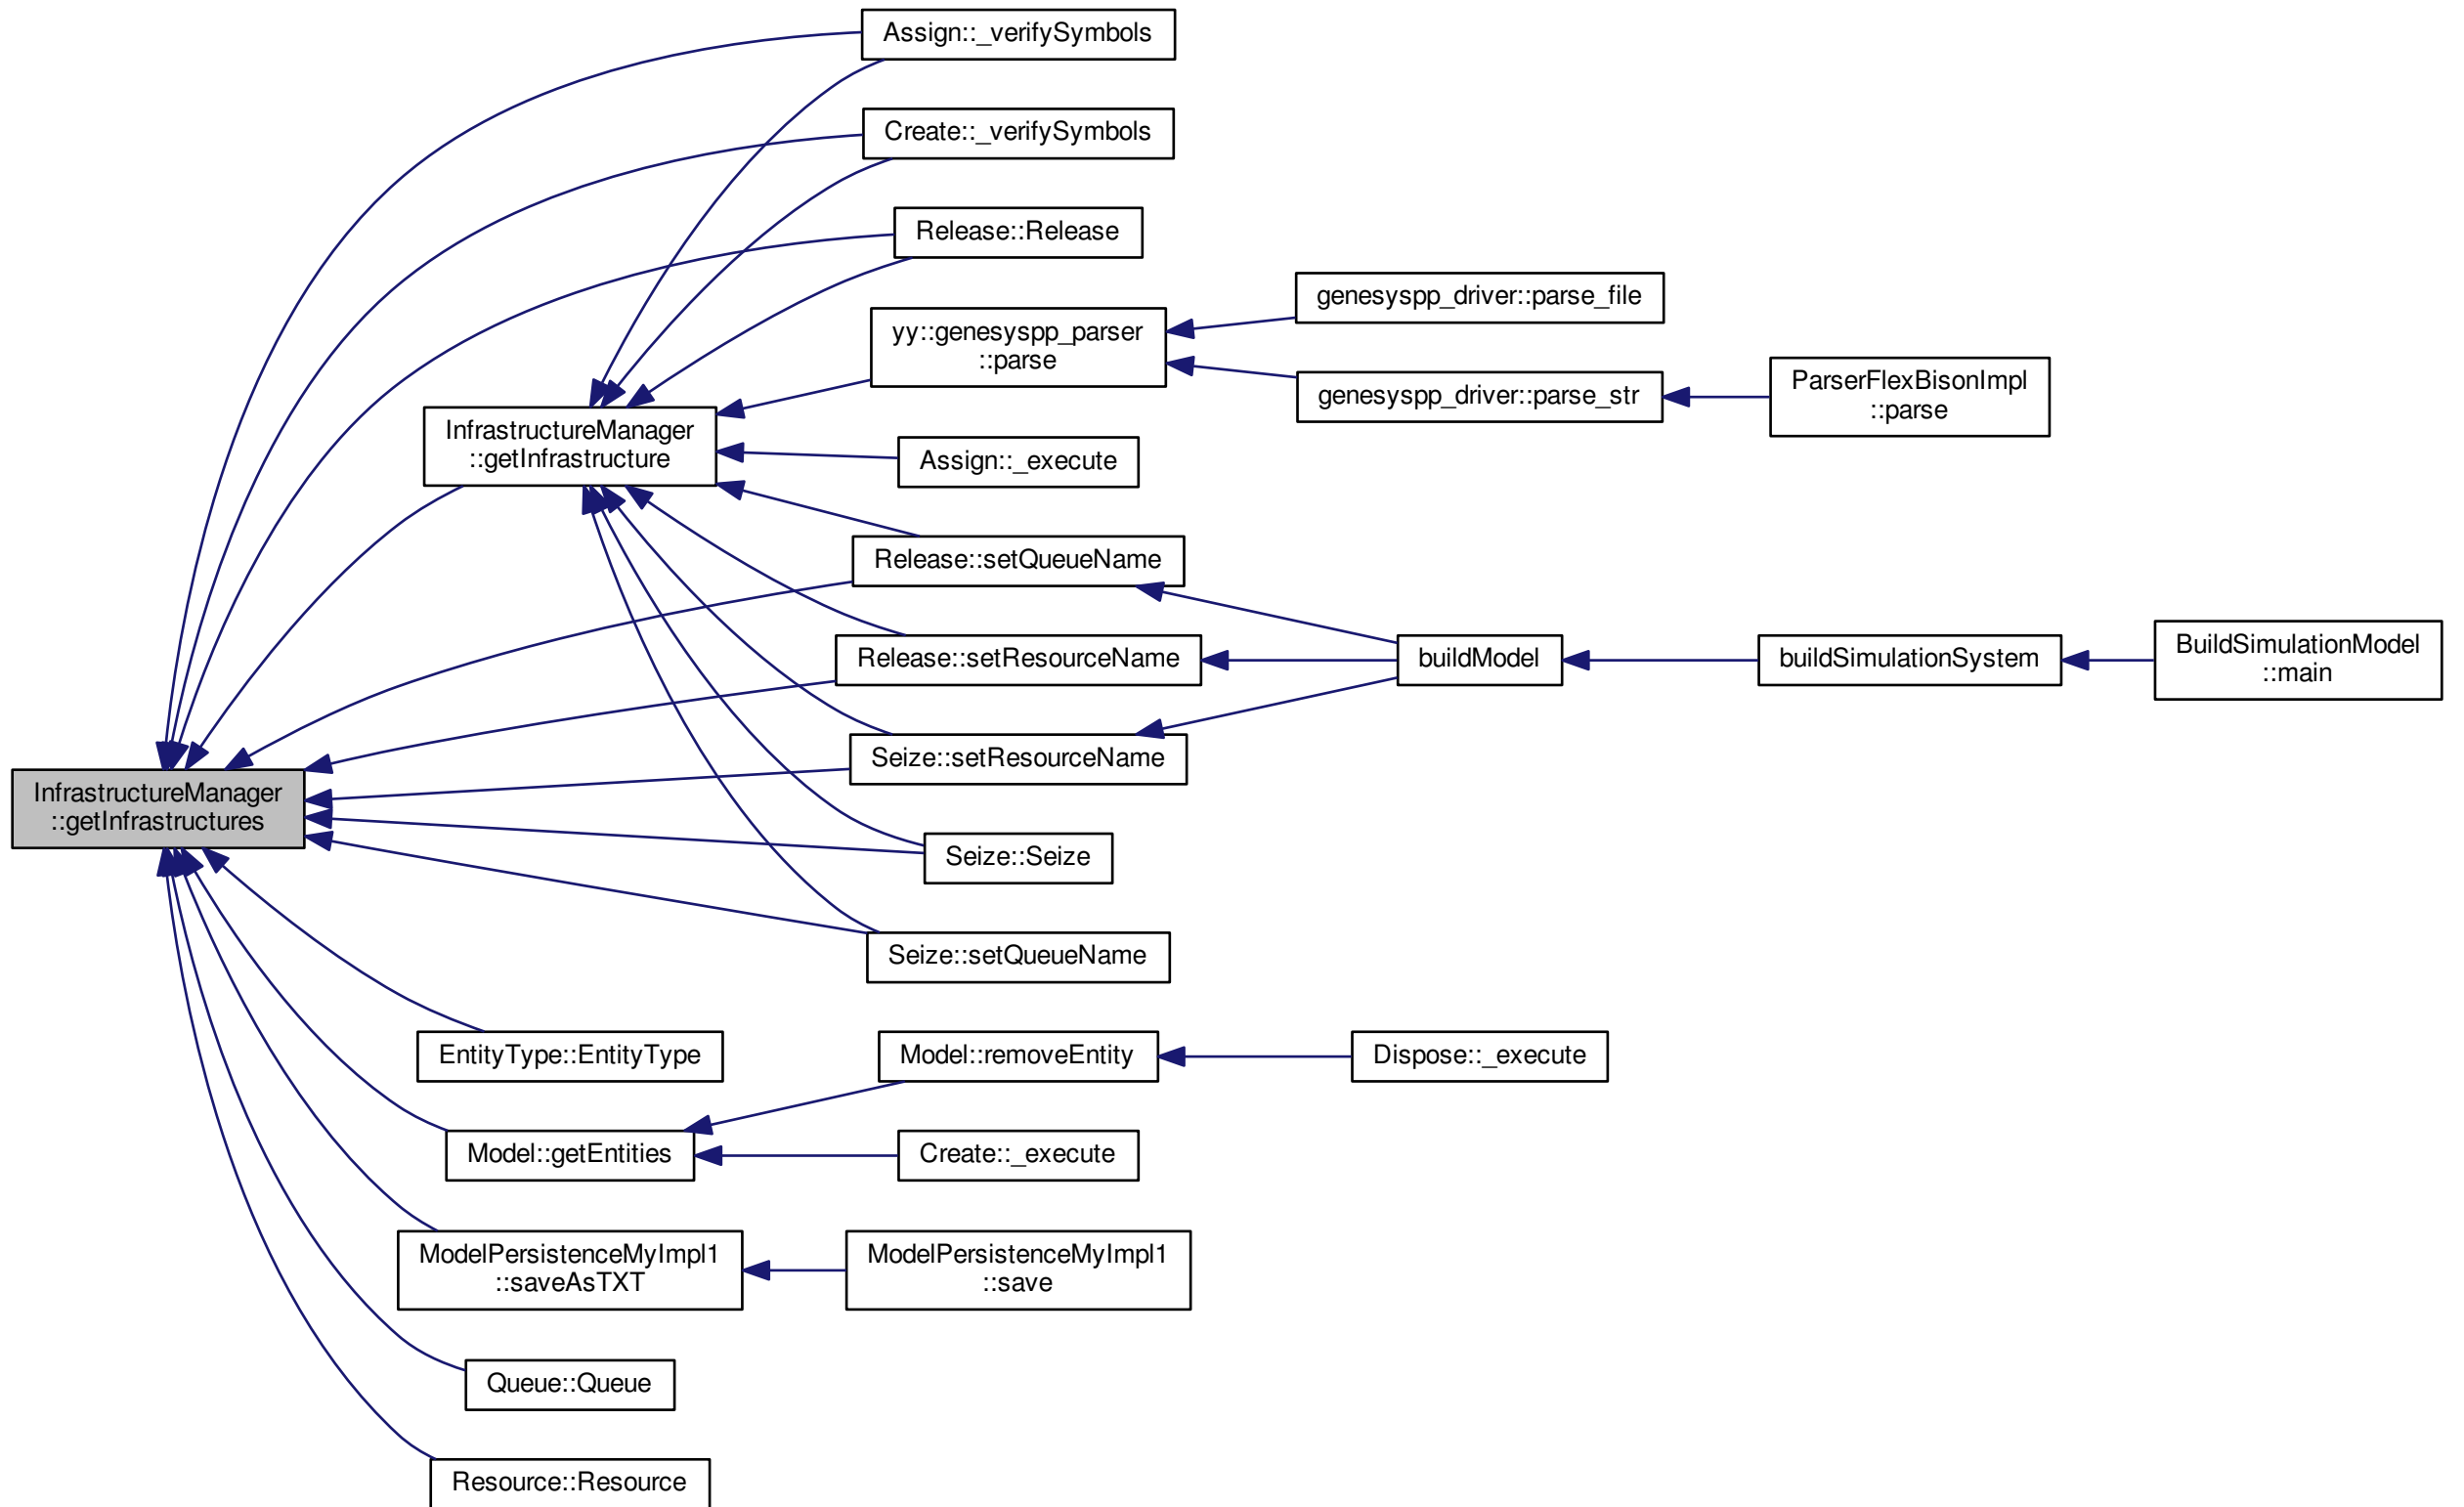 Assign::_verifySymbols
Create::_verifySymbols
Release::Release
genesyspp_driver::parse_file
yy::genesyspp_parser
::parse
genesyspp_driver::parse_str
ParserFlexBisonImpl
::parse
InfrastructureManager
::getInfrastructure
Assign::_execute
Release::setQueueName
Release::setResourceName
buildModel
buildSimulationSystem
BuildSimulationModel
::main
Seize::setResourceName
InfrastructureManager
::getInfrastructures
Seize::Seize
Seize::setQueueName
EntityType::EntityType
Model::removeEntity
Dispose::_execute
Model::getEntities
Create::_execute
ModelPersistenceMyImpl1
::saveAsTXT
ModelPersistenceMyImpl1
::save
Queue::Queue
Resource::Resource